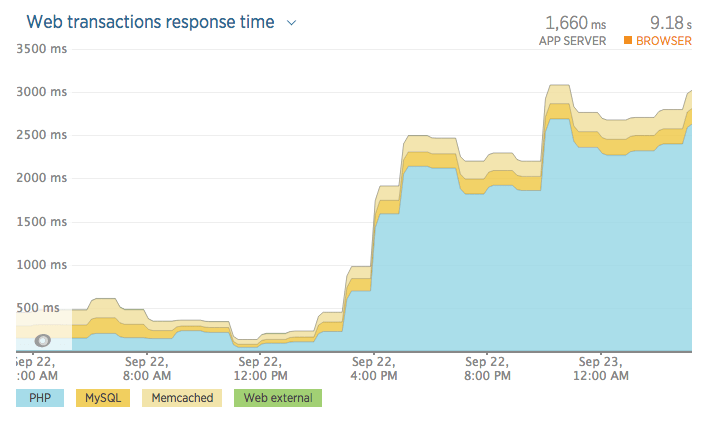 Web transactions response time
1,660 ms
APP SERVER
9.18 s
BROWSER
3500 ms
3000 ms
2500 ms
2000 ms
1500 ms
1000 ms
500 ms
Sep 22,
:00 AM
Sep 22,
8:00 AM
Sep 22,
12:00 PM
Sep 22,
4:00 PM
Sep 22,
8:00 PM
Sep 23,
12:00 AM
PHP
MySQL
Memcached
Web external